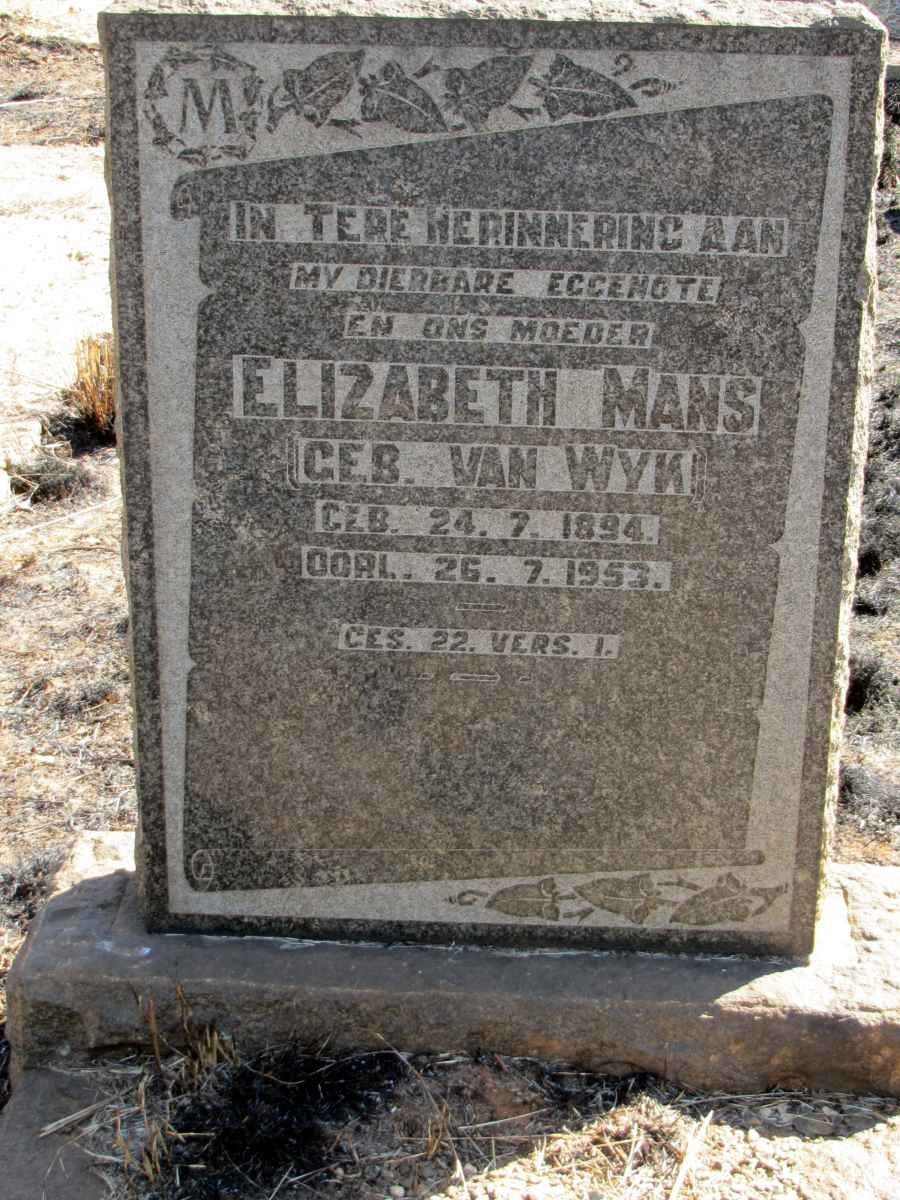 M
IN TERE HERINNERING AAN
MY DIERBARE EGGENOTE
EN ONS MOEDER
ELIZABETH MANS
(GEB. VAN WYK)
GEB. 24. 7. 1894.
OORL. 26. 7. 1953.
GES. 22. VERS. 1.